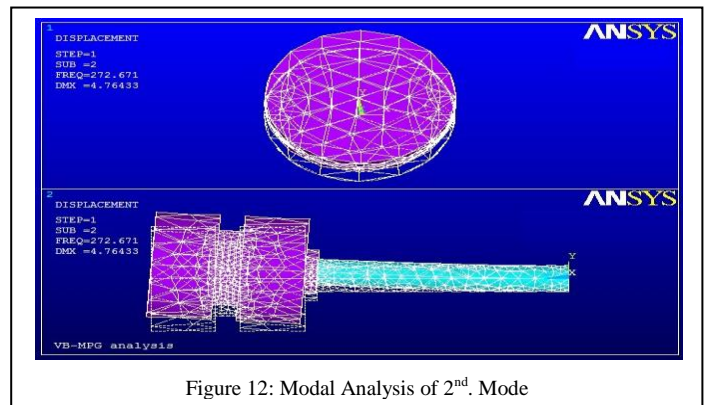 1
DISPLACEMENT
STEP=1
SUB =2
FREQ=272.671
DMX =4.76433
ANSYS
2
DISPLACEMENT
STEP=1
SUB =2
FREQ=272.671
DMX =4.76433
ANSYS
Y
X
VB-MPG analysis
Figure 12: Modal Analysis of 2nd. Mode